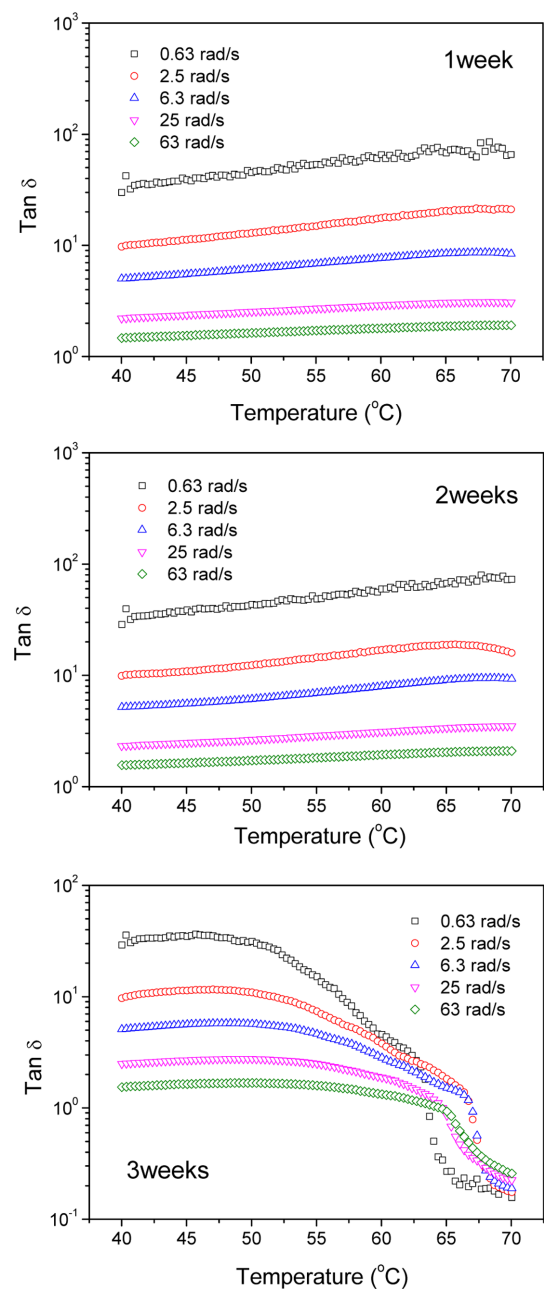 10³
1week
0.63 rad/s
2.5 rad/s
6.3 rad/s
25 rad/s
63 rad/s
10²
10¹
10⁰
Tan δ
40 45 50 55 60 65 70
Temperature (°C)
10³
2weeks
0.63 rad/s
2.5 rad/s
6.3 rad/s
25 rad/s
63 rad/s
10²
10¹
10⁰
Tan δ
40 45 50 55 60 65 70
Temperature (°C)
10²
0.63 rad/s
2.5 rad/s
6.3 rad/s
25 rad/s
63 rad/s
10¹
10⁰
10⁻¹
Tan δ
3weeks
40 45 50 55 60 65 70
Temperature (°C)